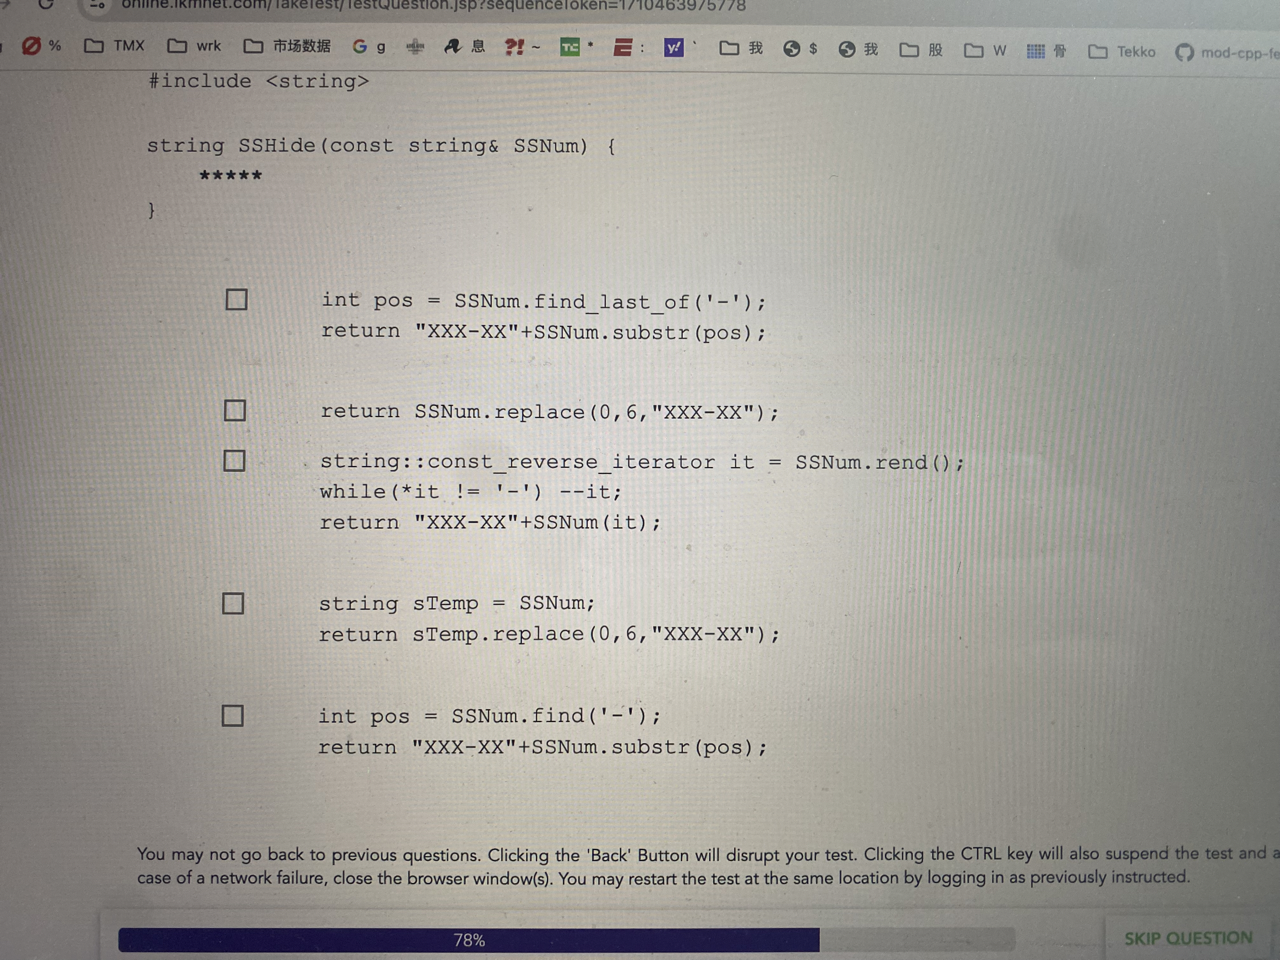 online.ikmnet.com/TakeTest/TestQuestion.jsp?sequenceToken=1710463975778
% TMX wrk 市场数据 G g 息 ?! ~ TC * : y! ` 我 $ 我 股 W 骨 Tekko mod-cpp-fe
#include <string>
string SSHide(const string& SSNum) {
*****
}
int pos = SSNum.find_last_of('-');
return "XXX-XX"+SSNum.substr(pos);
return SSNum.replace(0,6,"XXX-XX");
string::const_reverse_iterator it = SSNum.rend();
while(*it != '-') --it;
return "XXX-XX"+SSNum(it);
string sTemp = SSNum;
return sTemp.replace(0,6,"XXX-XX");
int pos = SSNum.find('-');
return "XXX-XX"+SSNum.substr(pos);
You may not go back to previous questions. Clicking the 'Back' Button will disrupt your test. Clicking the CTRL key will also suspend the test and a
case of a network failure, close the browser window(s). You may restart the test at the same location by logging in as previously instructed.
78%
SKIP QUESTION